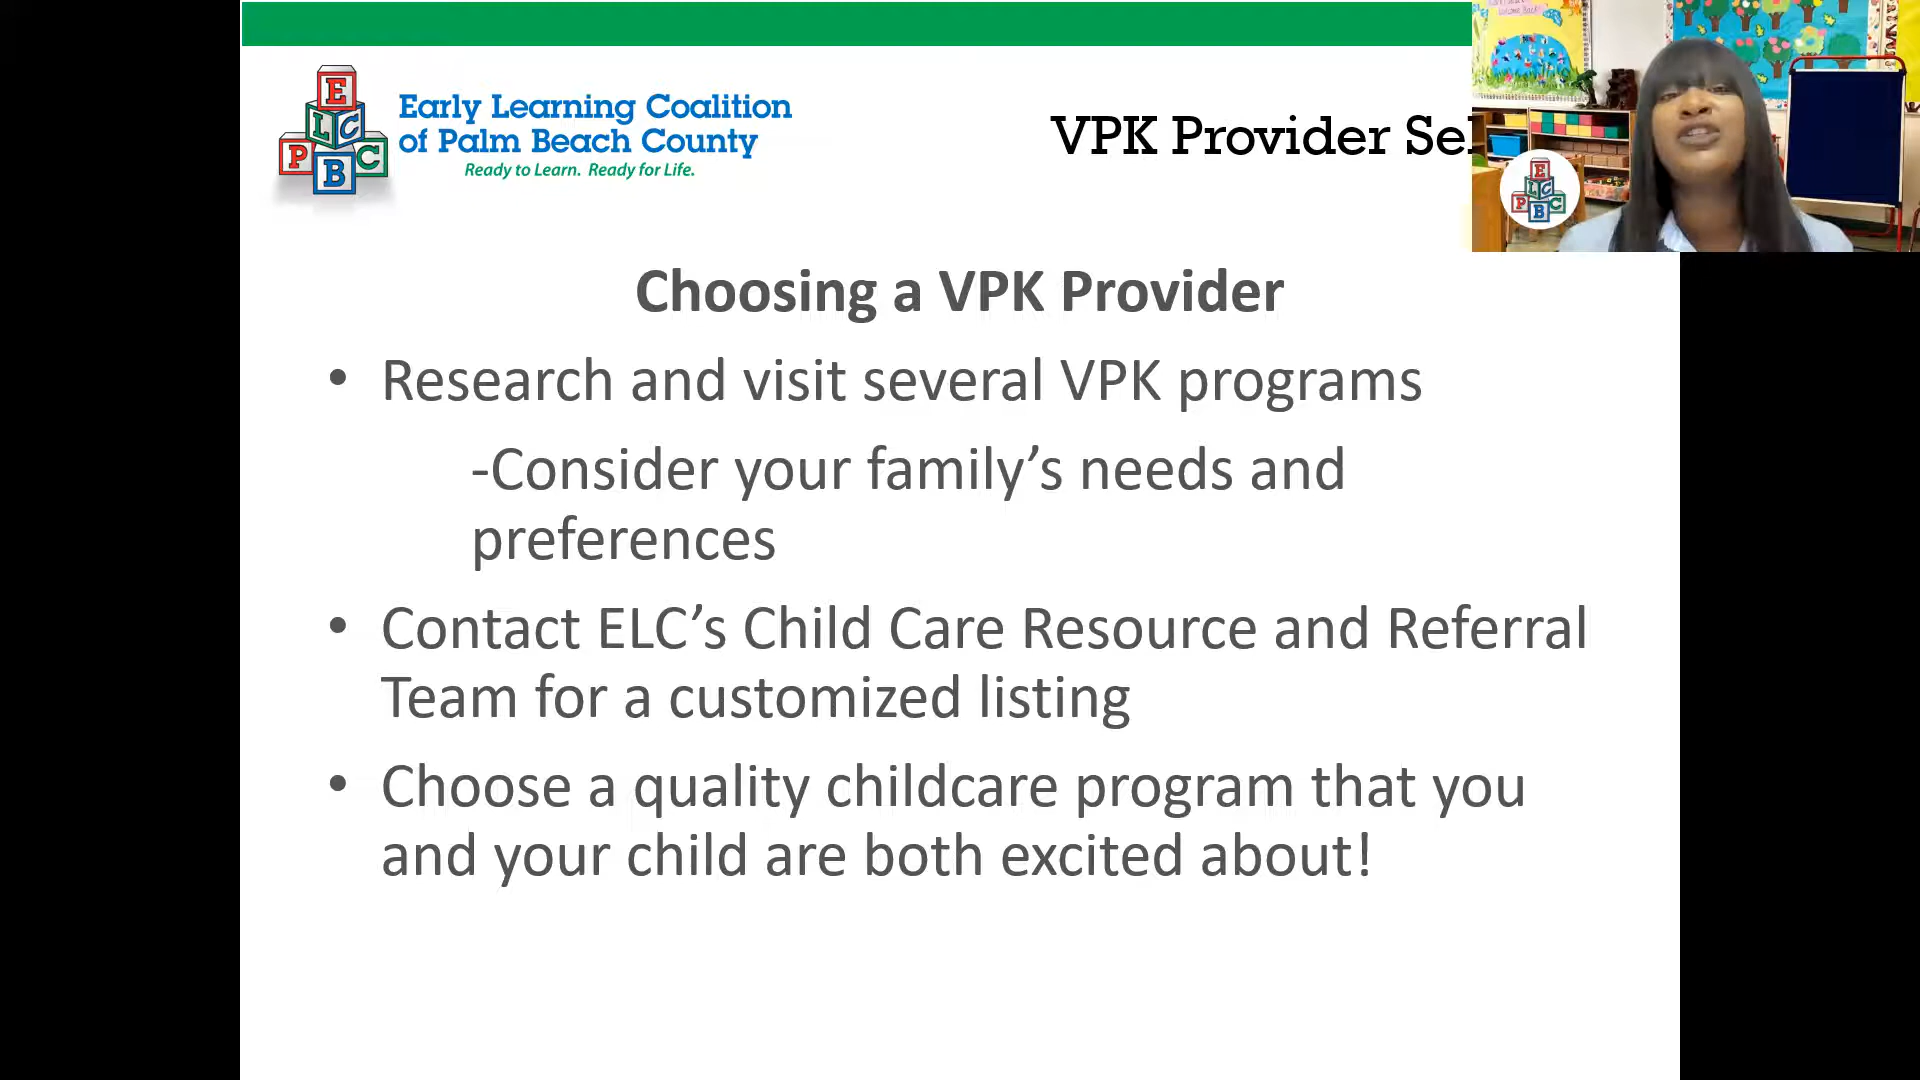 Early Learning Coalition
of Palm Beach County
Ready to Learn. Ready for Life.
E
L C
P B C
VPK Provider Sel
E
L C
P B C
Choosing a VPK Provider
• Research and visit several VPK programs
-Consider your family’s needs and
preferences
• Contact ELC’s Child Care Resource and Referral
Team for a customized listing
• Choose a quality childcare program that you
and your child are both excited about!